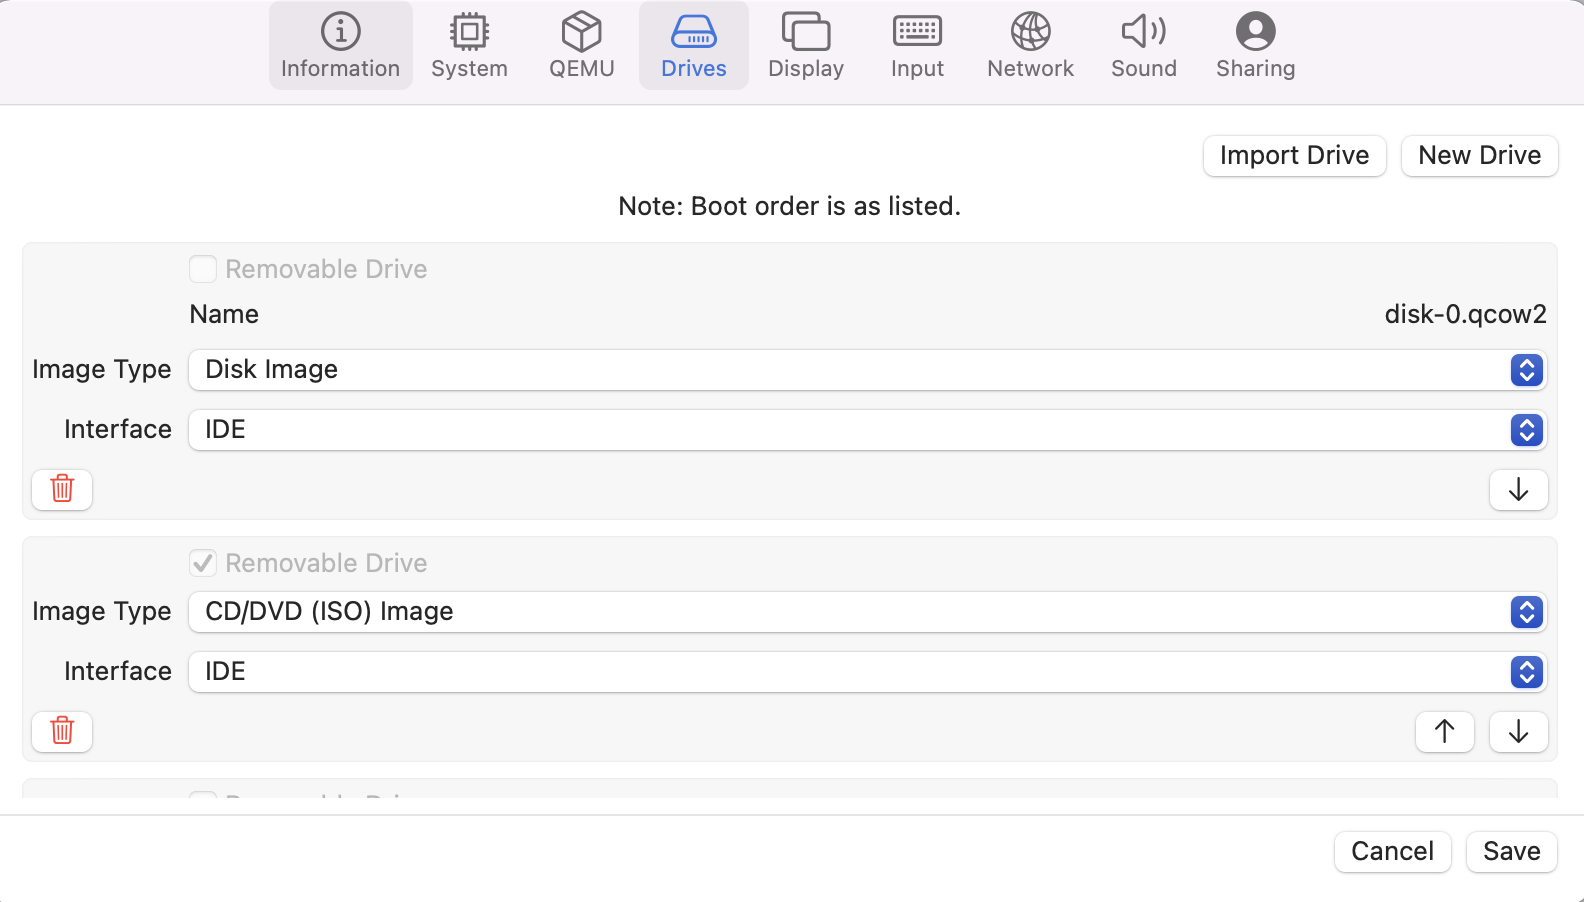 Information System QEMU Drives Display Input Network Sound Sharing
Import Drive New Drive
Note: Boot order is as listed.
Removable Drive
Name disk-0.qcow2
Image Type Disk Image
Interface IDE
Removable Drive
Image Type CD/DVD (ISO) Image
Interface IDE
Cancel Save